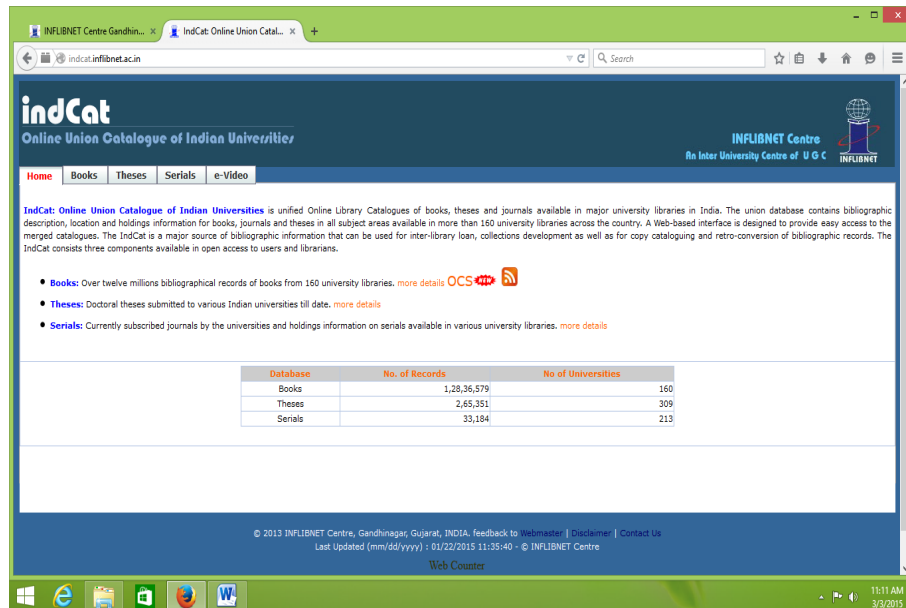 INFLIBNET Centre Gandhin... ×
IndCat: Online Union Catal... ×
+
indcat.inflibnet.ac.in
Search
indCat
Online Union Catalogue of Indian Universities
INFLIBNET Centre
An Inter University Centre of U G C
INFLIBNET
Home Books Theses Serials e-Video
IndCat: Online Union Catalogue of Indian Universities is unified Online Library Catalogues of books, theses and journals available in major university libraries in India. The union database contains bibliographic
description, location and holdings information for books, journals and theses in all subject areas available in more than 160 university libraries across the country. A Web-based interface is designed to provide easy access to the
merged catalogues. The IndCat is a major source of bibliographic information that can be used for inter-library loan, collections development as well as for copy cataloguing and retro-conversion of bibliographic records. The
IndCat consists three components available in open access to users and librarians.
Books: Over twelve millions bibliographical records of books from 160 university libraries. more details OCS NEW
Theses: Doctoral theses submitted to various Indian universities till date. more details
Serials: Currently subscribed journals by the universities and holdings information on serials available in various university libraries. more details
Database No. of Records No of Universities
Books 1,28,36,579 160
Theses 2,65,351 309
Serials 33,184 213
© 2013 INFLIBNET Centre, Gandhinagar, Gujarat, INDIA. feedback to Webmaster | Disclaimer | Contact Us
Last Updated (mm/dd/yyyy) : 01/22/2015 11:35:40 - © INFLIBNET Centre
Web Counter
11:11 AM
3/3/2015